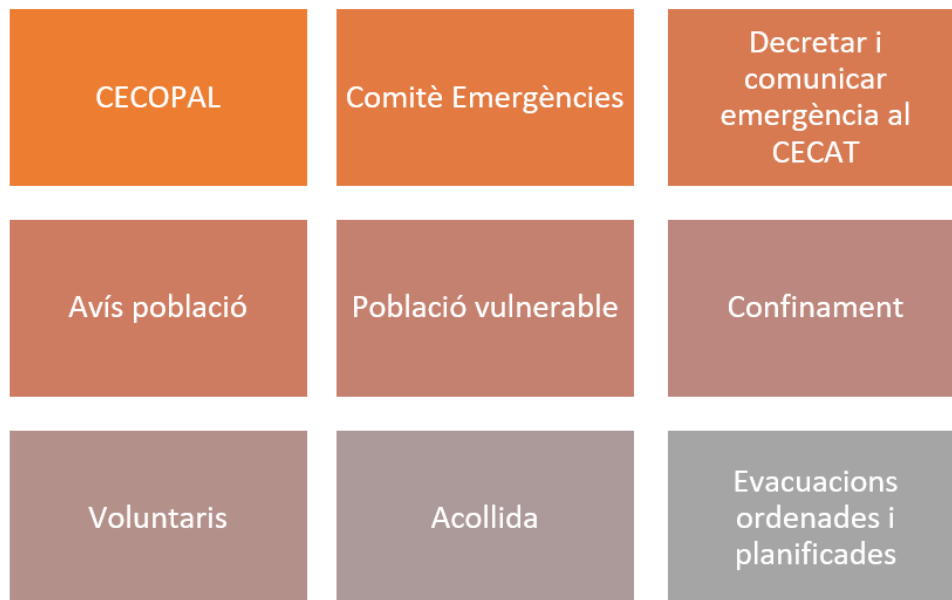 CECOPAL
Comitè Emergències
Decretar i
comunicar
emergència al
CECAT
Avís població
Població vulnerable
Confinament
Voluntaris
Acollida
Evacuacions
ordenades i
planificades